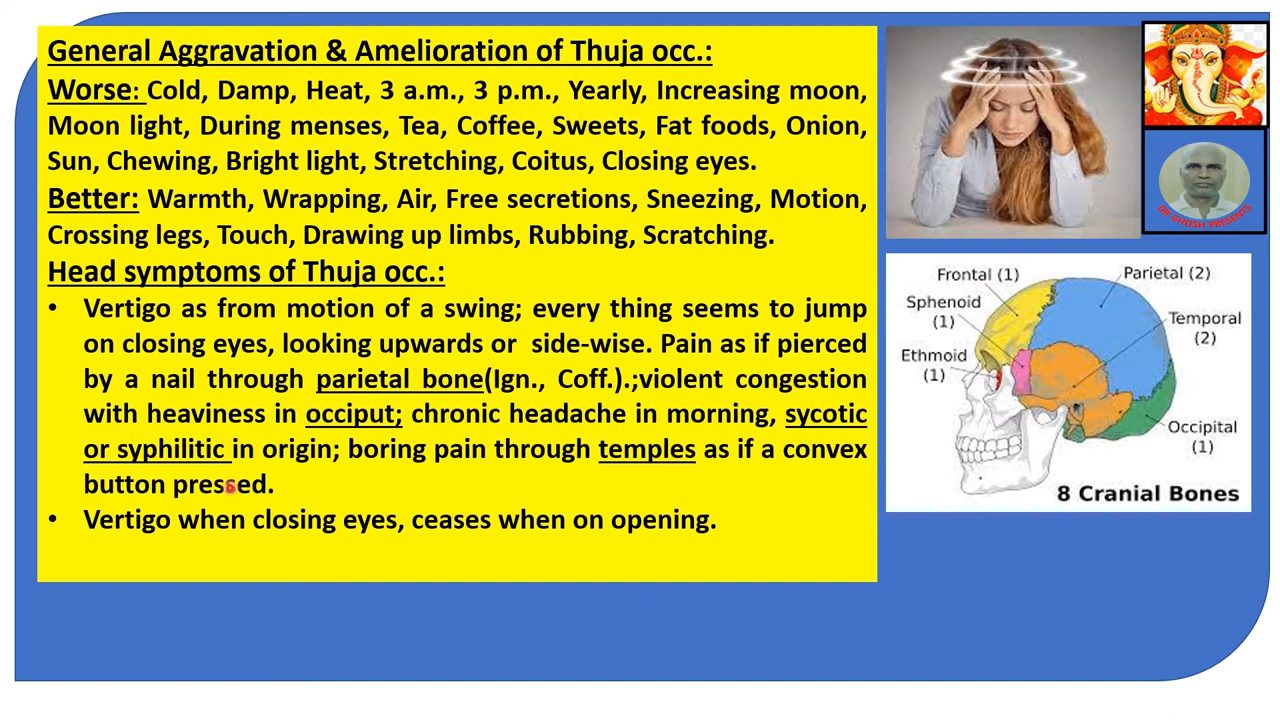 General Aggravation & Amelioration of Thuja occ.:
Worse: Cold, Damp, Heat, 3 a.m., 3 p.m., Yearly, Increasing moon,
Moon light, During menses, Tea, Coffee, Sweets, Fat foods, Onion,
Sun, Chewing, Bright light, Stretching, Coitus, Closing eyes.
Better: Warmth, Wrapping, Air, Free secretions, Sneezing, Motion,
Crossing legs, Touch, Drawing up limbs, Rubbing, Scratching.
Head symptoms of Thuja occ.:
• Vertigo as from motion of a swing; every thing seems to jump
on closing eyes, looking upwards or side-wise. Pain as if pierced
by a nail through parietal bone(Ign., Coff.).;violent congestion
with heaviness in occiput; chronic headache in morning, sycotic
or syphilitic in origin; boring pain through temples as if a convex
button pressed.
• Vertigo when closing eyes, ceases when on opening.
DR GHOSH PRESENTS
Frontal (1)
Parietal (2)
Sphenoid
(1)
Temporal
(2)
Ethmoid
(1)
Occipital
(1)
8 Cranial Bones